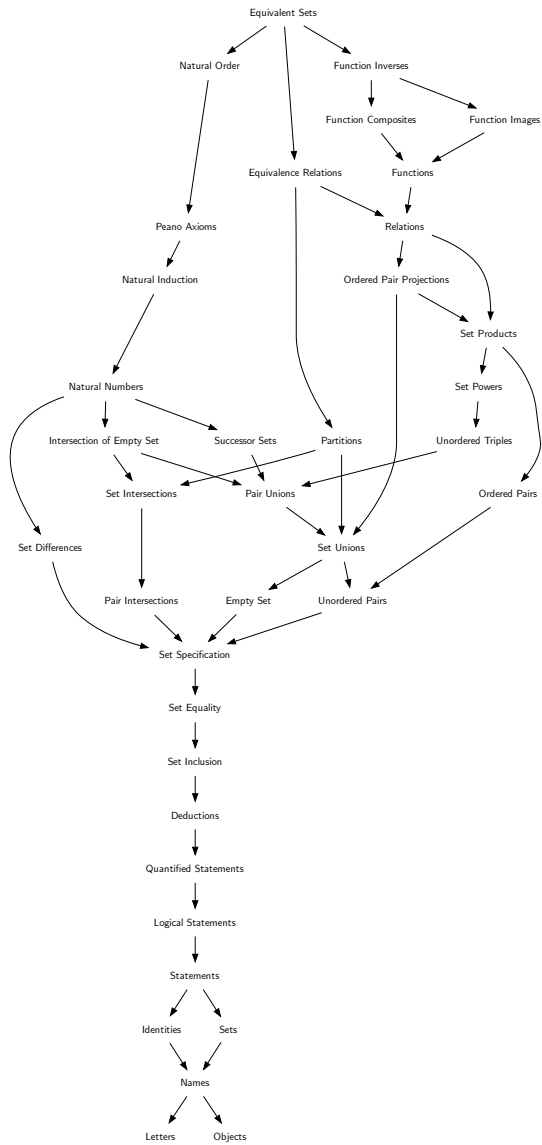 Equivalent Sets
Natural Order
Function Inverses
Function Composites
Function Images
Equivalence Relations
Functions
Peano Axioms
Relations
Natural Induction
Ordered Pair Projections
Set Products
Natural Numbers
Set Powers
Intersection of Empty Set
Successor Sets
Partitions
Unordered Triples
Set Intersections
Pair Unions
Ordered Pairs
Set Differences
Set Unions
Pair Intersections
Empty Set
Unordered Pairs
Set Specification
Set Equality
Set Inclusion
Deductions
Quantified Statements
Logical Statements
Statements
Identities
Sets
Names
Letters
Objects